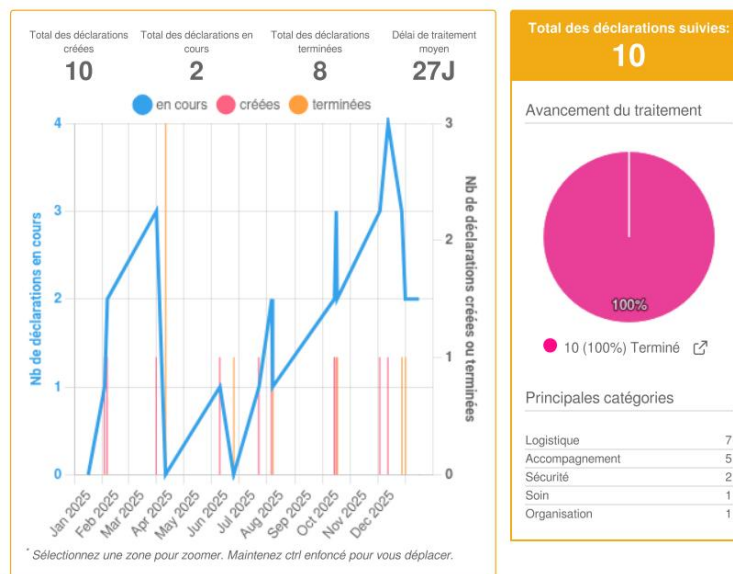 Total des déclarations créées
10
Total des déclarations en cours
2
Total des déclarations terminées
8
Délai de traitement moyen
27J
en cours
créées
terminées
4
3
2
1
0
Nb de déclarations en cours
3
2
1
0
Nb de déclarations créées ou terminées
Jan 2025
Feb 2025
Mar 2025
Apr 2025
May 2025
Jun 2025
Jul 2025
Aug 2025
Sep 2025
Oct 2025
Nov 2025
Dec 2025
* Sélectionnez une zone pour zoomer. Maintenez ctrl enfoncé pour vous déplacer.
Total des déclarations suivies:
10
Avancement du traitement
100%
10 (100%) Terminé
Principales catégories
Logistique 7
Accompagnement 5
Sécurité 2
Soin 1
Organisation 1